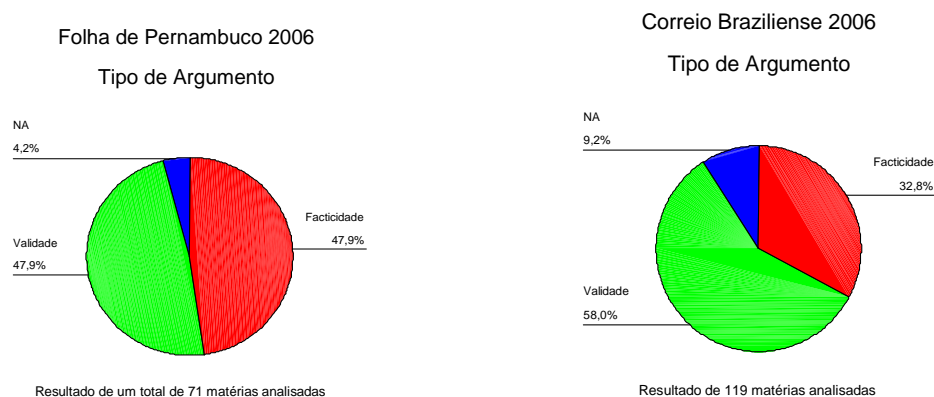 Folha de Pernambuco 2006
Tipo de Argumento
NA
4,2%
Facticidade
47,9%
Validade
47,9%
Resultado de um total de 71 matérias analisadas
Correio Braziliense 2006
Tipo de Argumento
NA
9,2%
Facticidade
32,8%
Validade
58,0%
Resultado de 119 matérias analisadas